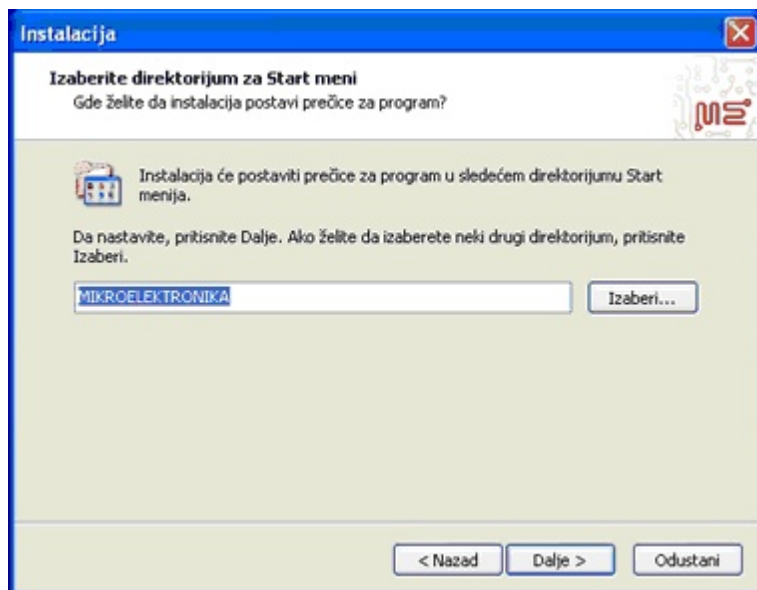 Instalacija
Izaberite direktorijum za Start meni
Gde želite da instalacija postavi prečice za program?
ME
Instalacija će postaviti prečice za program u sledećem direktorijumu Start
menija.
Da nastavite, pritisnite Dalje. Ako želite da izaberete neki drugi direktorijum, pritisnite
Izaberi.
MIKROELEKTRONIKA
Izaberi...
< Nazad
Dalje >
Odustani